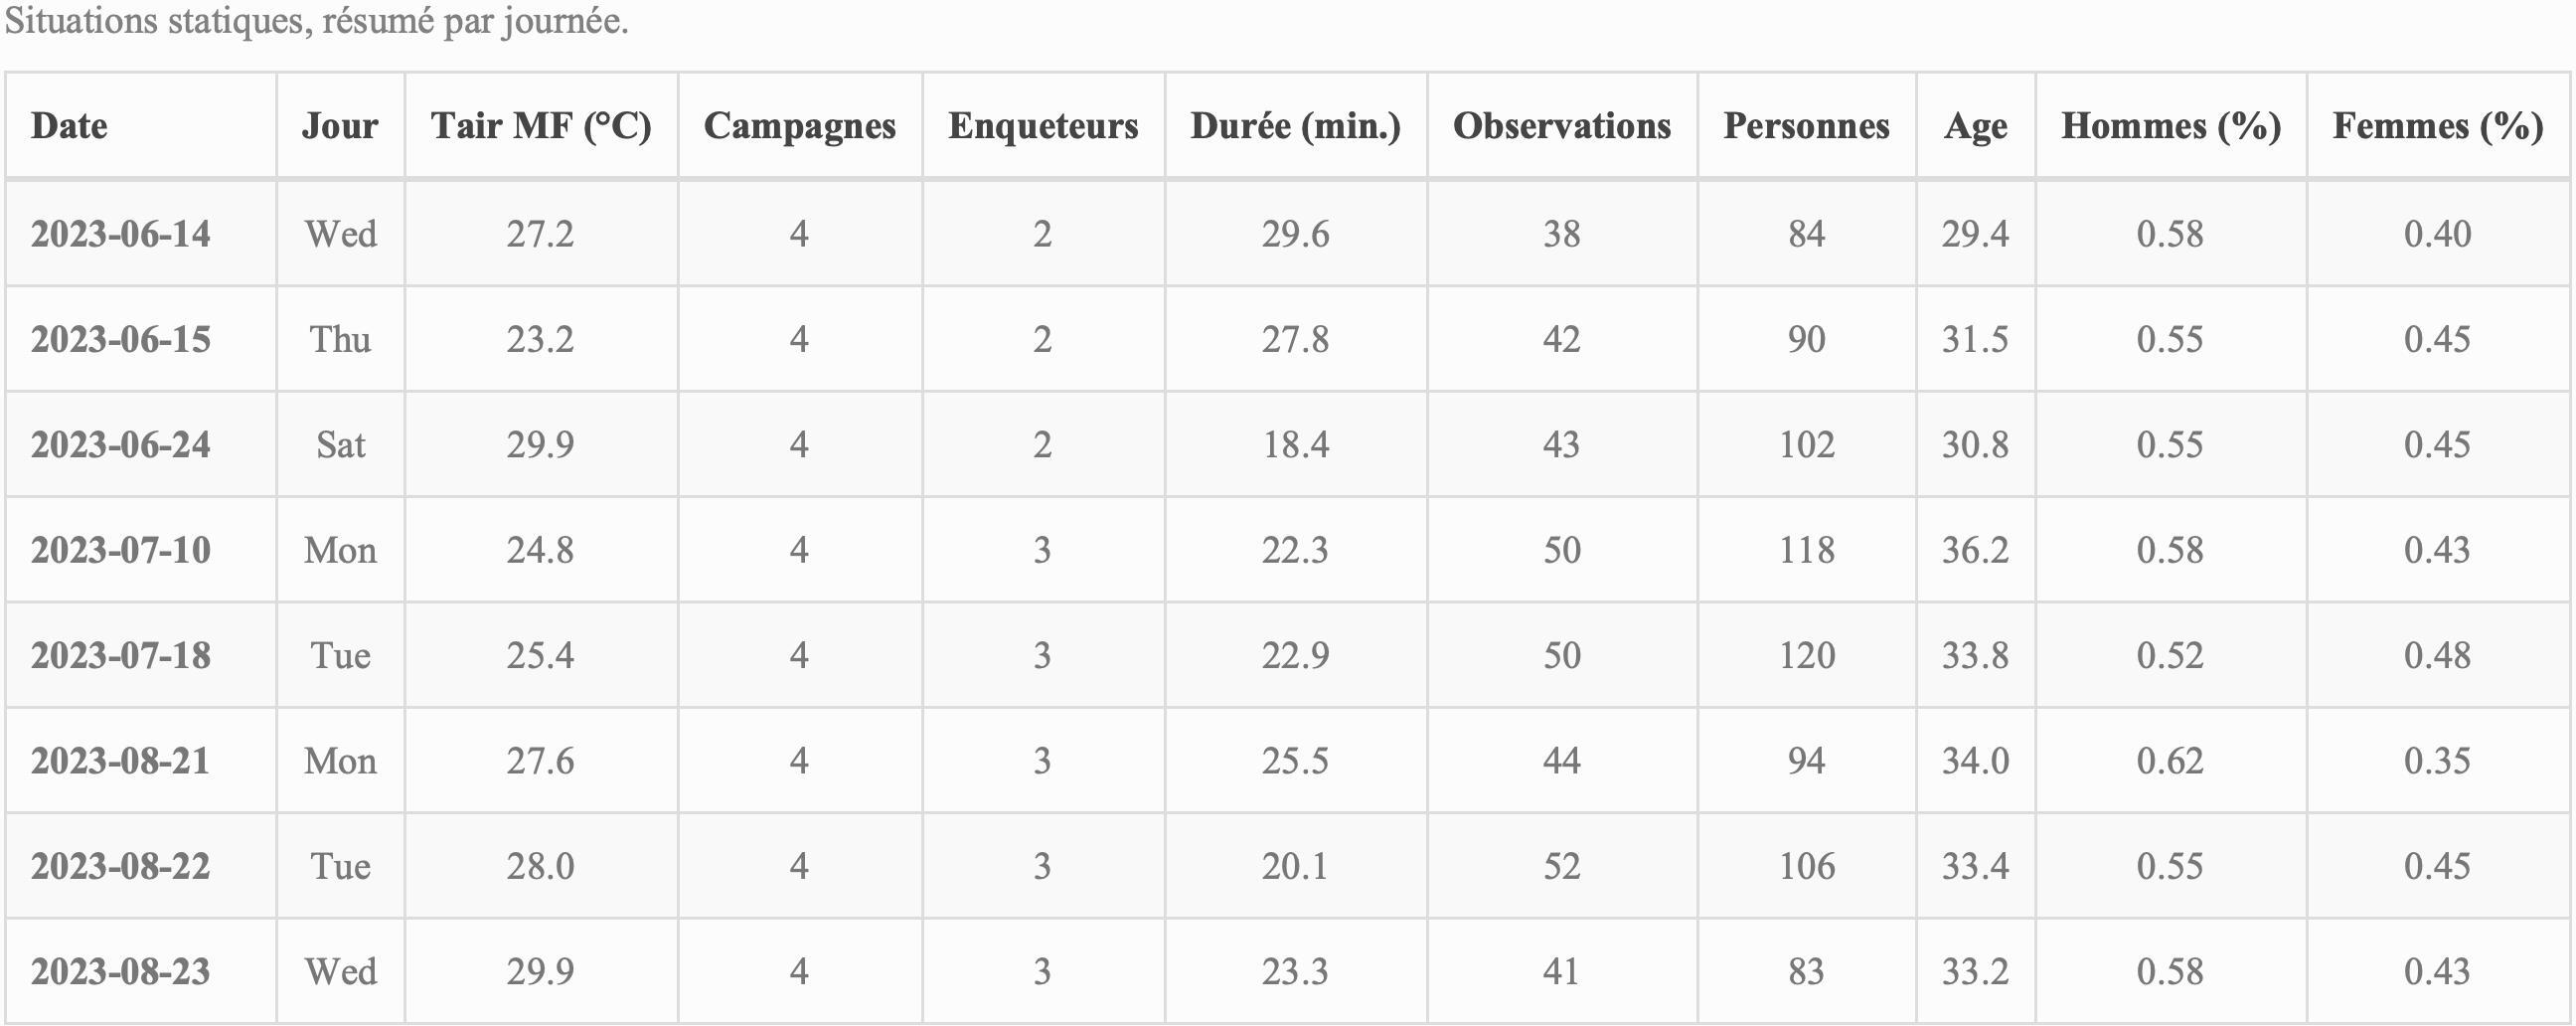 Situations statiques, résumé par journée.
Date Jour Tair MF (°C) Campagnes Enqueteurs Durée (min.) Observations Personnes Age Hommes (%) Femmes (%)
2023-06-14 Wed 27.2 4 2 29.6 38 84 29.4 0.58 0.40
2023-06-15 Thu 23.2 4 2 27.8 42 90 31.5 0.55 0.45
2023-06-24 Sat 29.9 4 2 18.4 43 102 30.8 0.55 0.45
2023-07-10 Mon 24.8 4 3 22.3 50 118 36.2 0.58 0.43
2023-07-18 Tue 25.4 4 3 22.9 50 120 33.8 0.52 0.48
2023-08-21 Mon 27.6 4 3 25.5 44 94 34.0 0.62 0.35
2023-08-22 Tue 28.0 4 3 20.1 52 106 33.4 0.55 0.45
2023-08-23 Wed 29.9 4 3 23.3 41 83 33.2 0.58 0.43